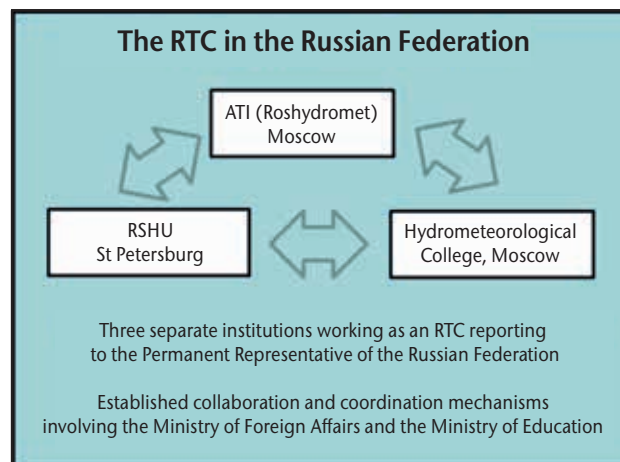 The RTC in the Russian Federation
ATI (Roshydromet)
Moscow
RSHU
St Petersburg
Hydrometeorological
College, Moscow
Three separate institutions working as an RTC reporting
to the Permanent Representative of the Russian Federation
Established collaboration and coordination mechanisms
involving the Ministry of Foreign Affairs and the Ministry of Education